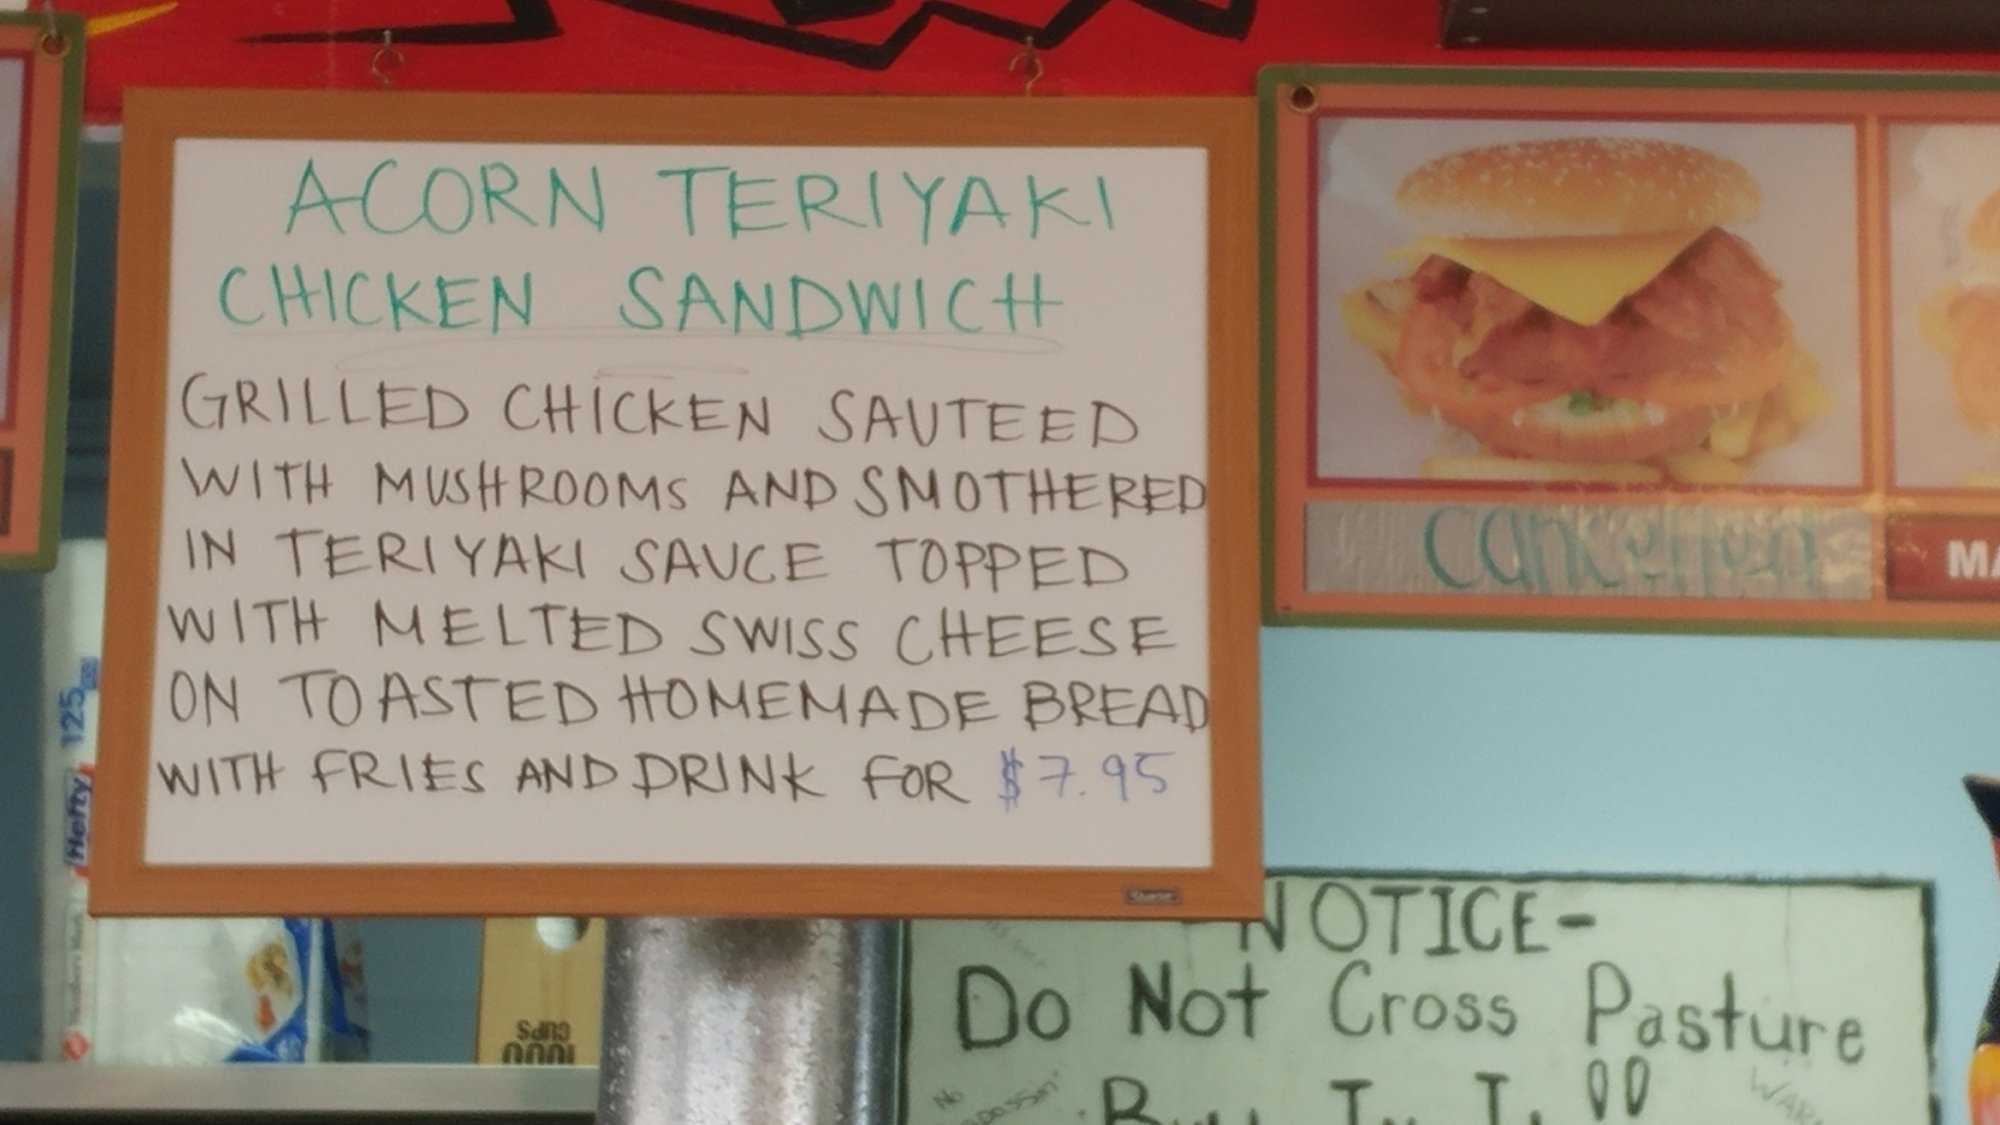 ACORN TERIYAKI
CHICKEN SANDWICH
GRILLED CHICKEN SAUTEED
WITH MUSHROOMS AND SMOTHERED
IN TERIYAKI SAUCE TOPPED
WITH MELTED SWISS CHEESE
ON TOASTED HOMEMADE BREAD
WITH FRIES AND DRINK FOR $7.95
cancelled
MA
Hefty 125
1000
CUPS
NOTICE-
Do Not Cross Pasture
No